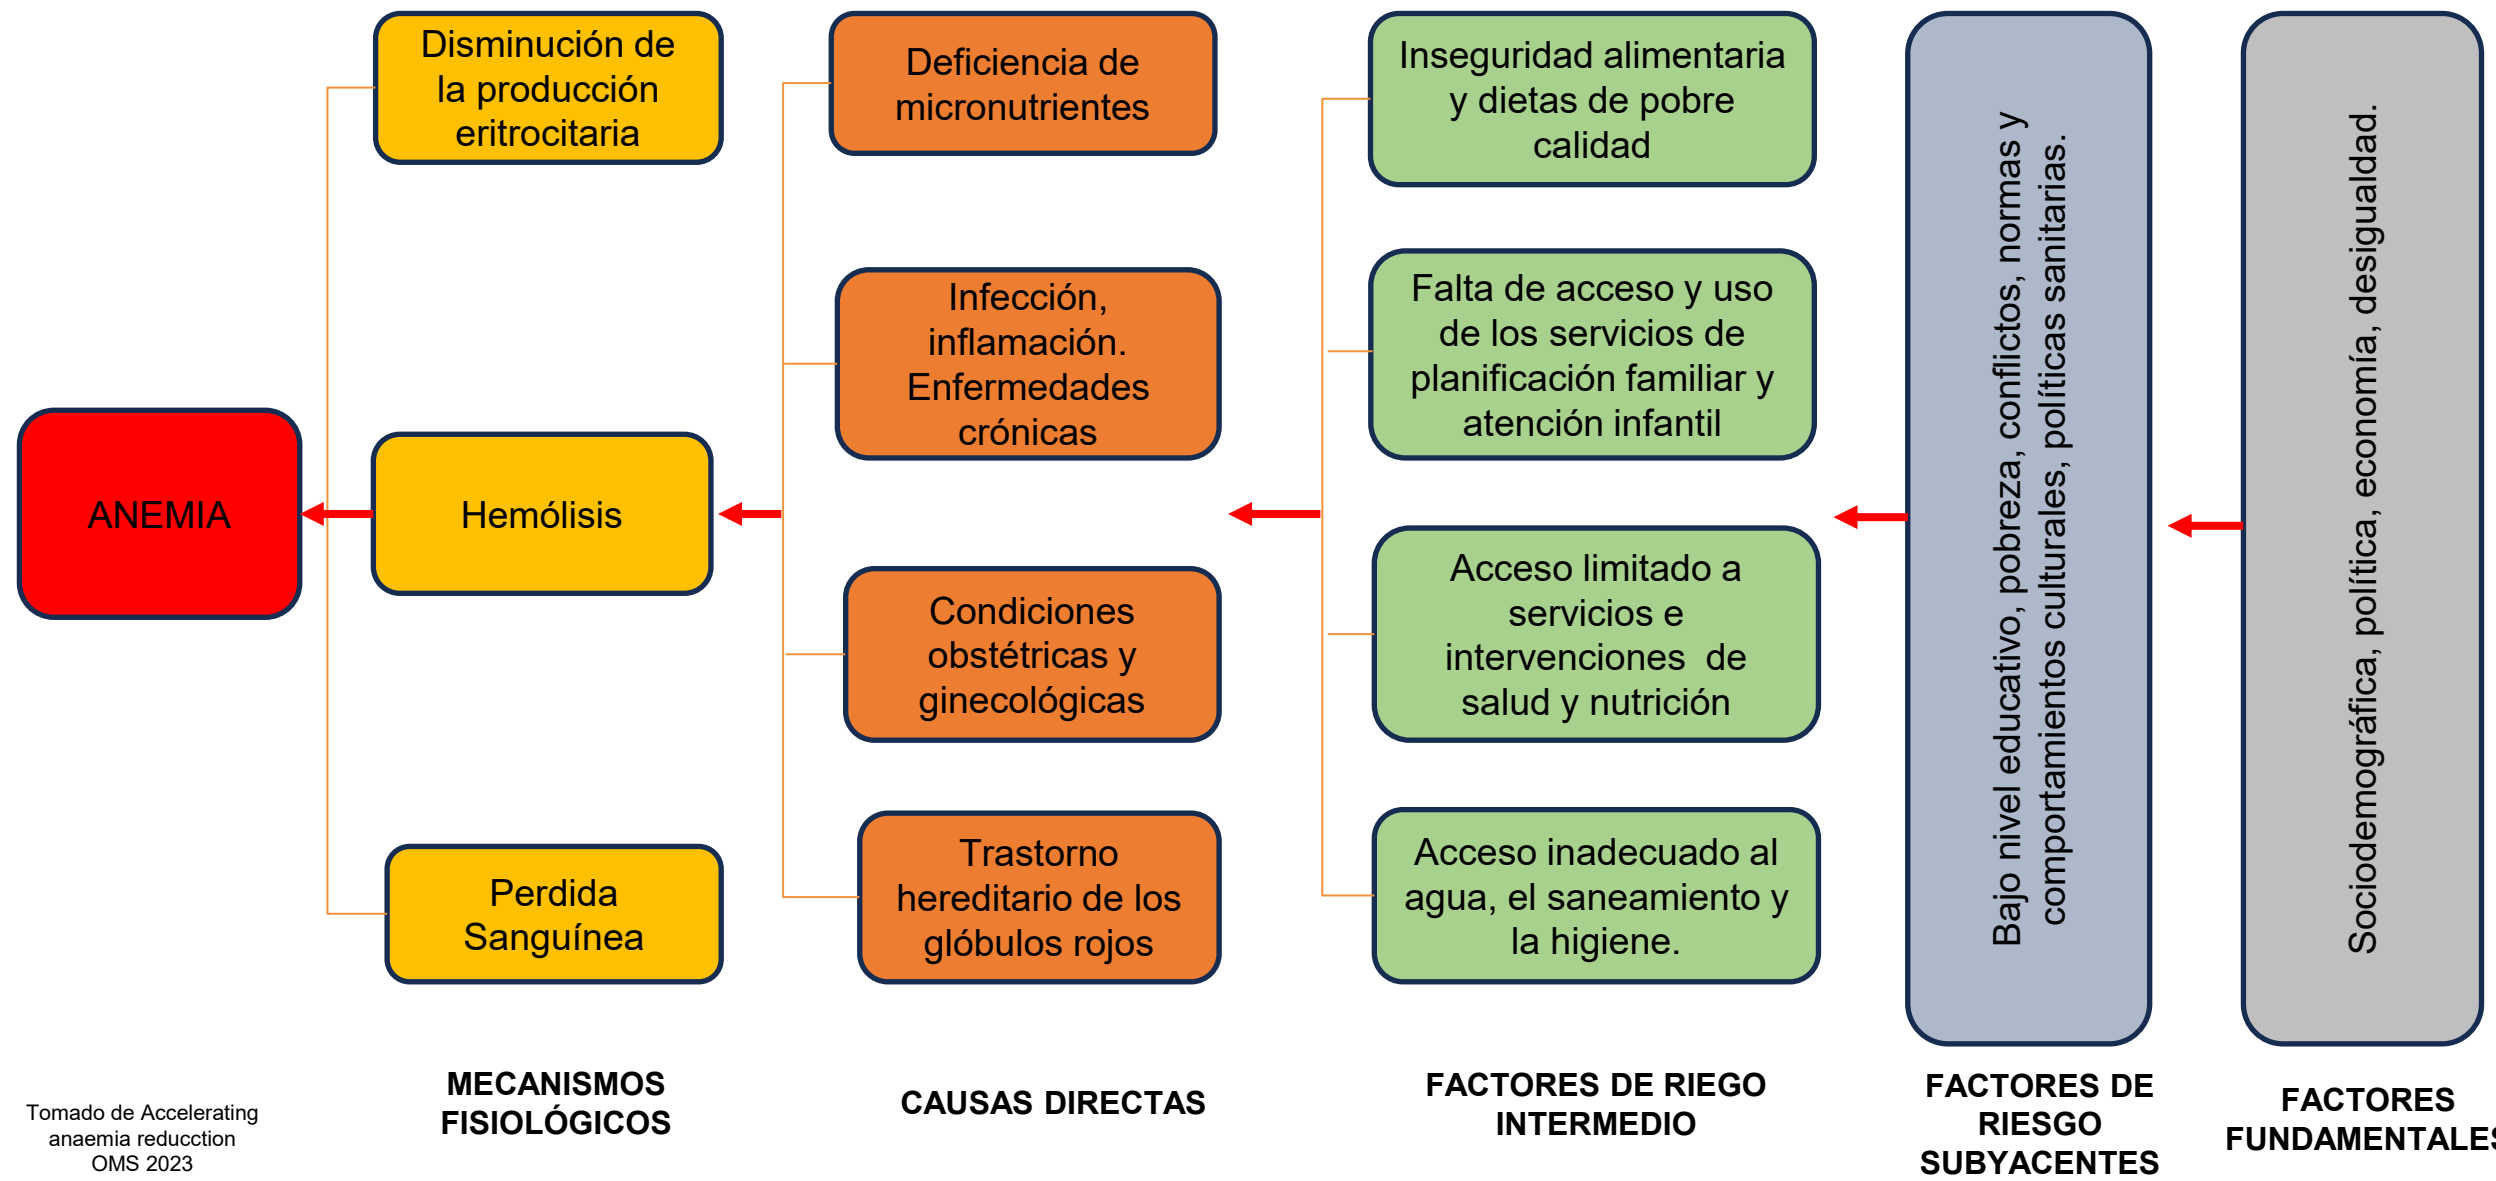 Disminución de
la producción
eritrocitaria
Deficiencia de
micronutrientes
Inseguridad alimentaria
y dietas de pobre
calidad
Infección,
inflamación.
Enfermedades
crónicas
Falta de acceso y uso
de los servicios de
planificación familiar y
atención infantil
ANEMIA
Hemólisis
Condiciones
obstétricas y
ginecológicas
Acceso limitado a
servicios e
intervenciones  de
salud y nutrición
Perdida
Sanguínea
Trastorno
hereditario de los
glóbulos rojos
Acceso inadecuado al
agua, el saneamiento y
la higiene.
Bajo nivel educativo, pobreza, conflictos, normas y
comportamientos culturales, políticas sanitarias.
Sociodemográfica, política, economía, desigualdad.
MECANISMOS
FISIOLÓGICOS
CAUSAS DIRECTAS
FACTORES DE RIEGO
INTERMEDIO
FACTORES DE
RIESGO
SUBYACENTES
FACTORES
FUNDAMENTALES
Tomado de Accelerating
anaemia reducction
OMS 2023